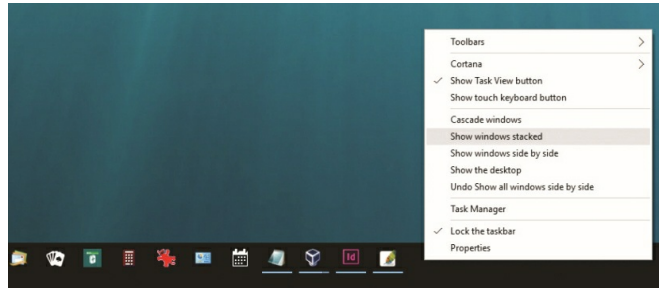 Toolbars
Cortana
Show Task View button
Show touch keyboard button
Cascade windows
Show windows stacked
Show windows side by side
Show the desktop
Undo Show all windows side by side
Task Manager
Lock the taskbar
Properties
Id